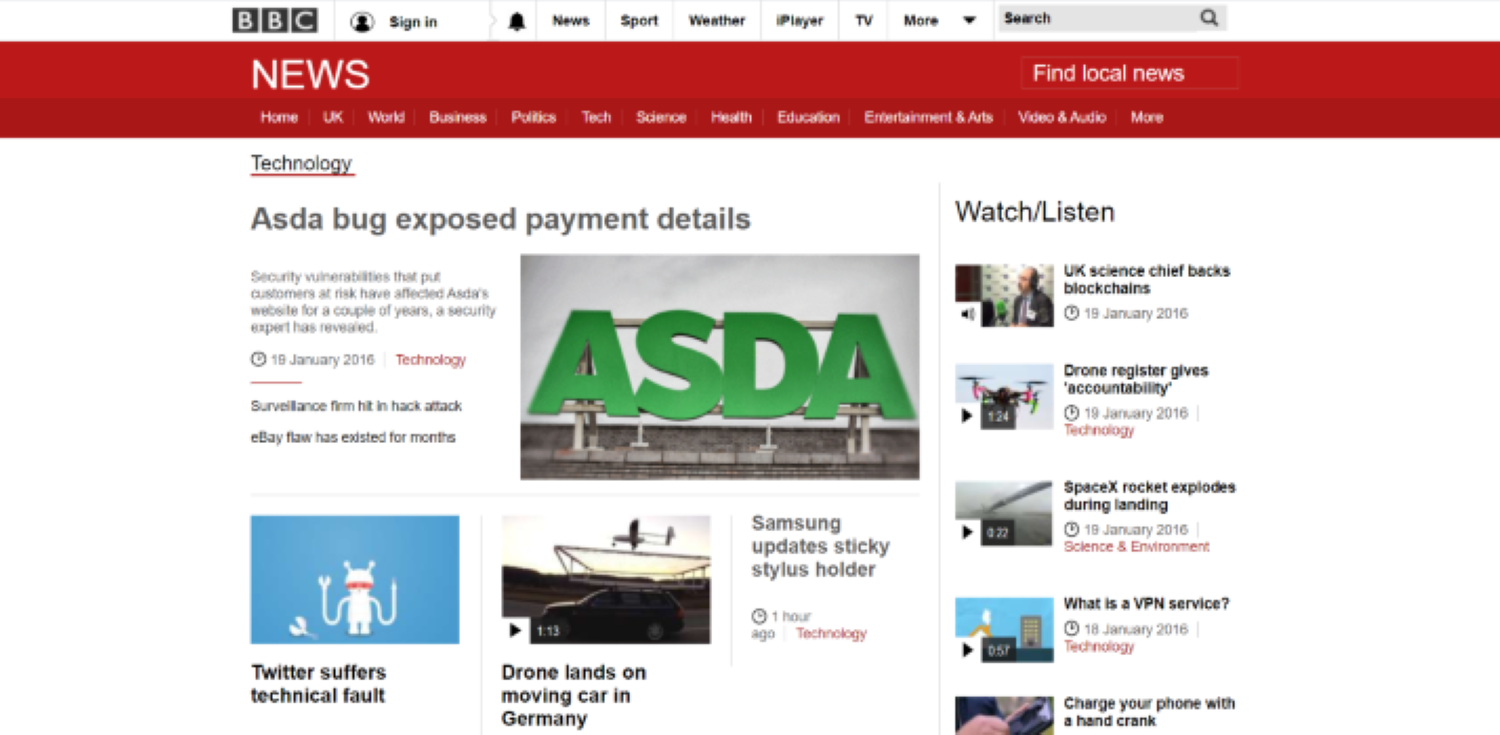 BBC
Sign in
News
Sport
Weather
iPlayer
TV
More
Search
NEWS
Find local news
Home
UK
World
Business
Politics
Tech
Science
Health
Education
Entertainment & Arts
Video & Audio
More
Technology
Asda bug exposed payment details
Security vulnerabilities that put
customers at risk have affected Asda's
website for a couple of years, a security
expert has revealed.
19 January 2016
Technology
Surveillance firm hit in hack attack
eBay flaw has existed for months
ASDA
1:13
Twitter suffers
technical fault
Drone lands on
moving car in
Germany
Samsung
updates sticky
stylus holder
1 hour
ago
Technology
Watch/Listen
UK science chief backs
blockchains
19 January 2016
Drone register gives
'accountability'
1:24
19 January 2016
Technology
SpaceX rocket explodes
during landing
0:22
19 January 2016
Science & Environment
What is a VPN service?
0:57
18 January 2016
Technology
Charge your phone with
a hand crank